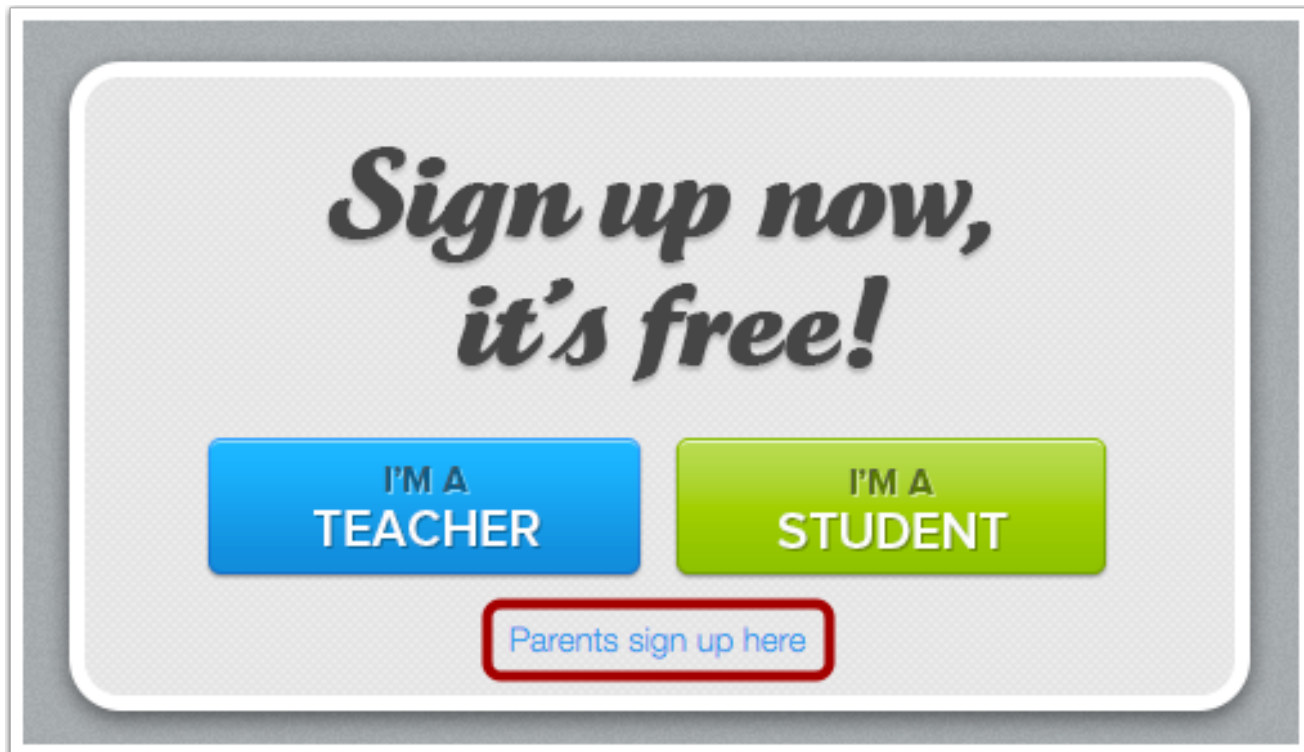 Sign up now,
it's free!
I'M A
TEACHER
I'M A
STUDENT
Parents sign up here